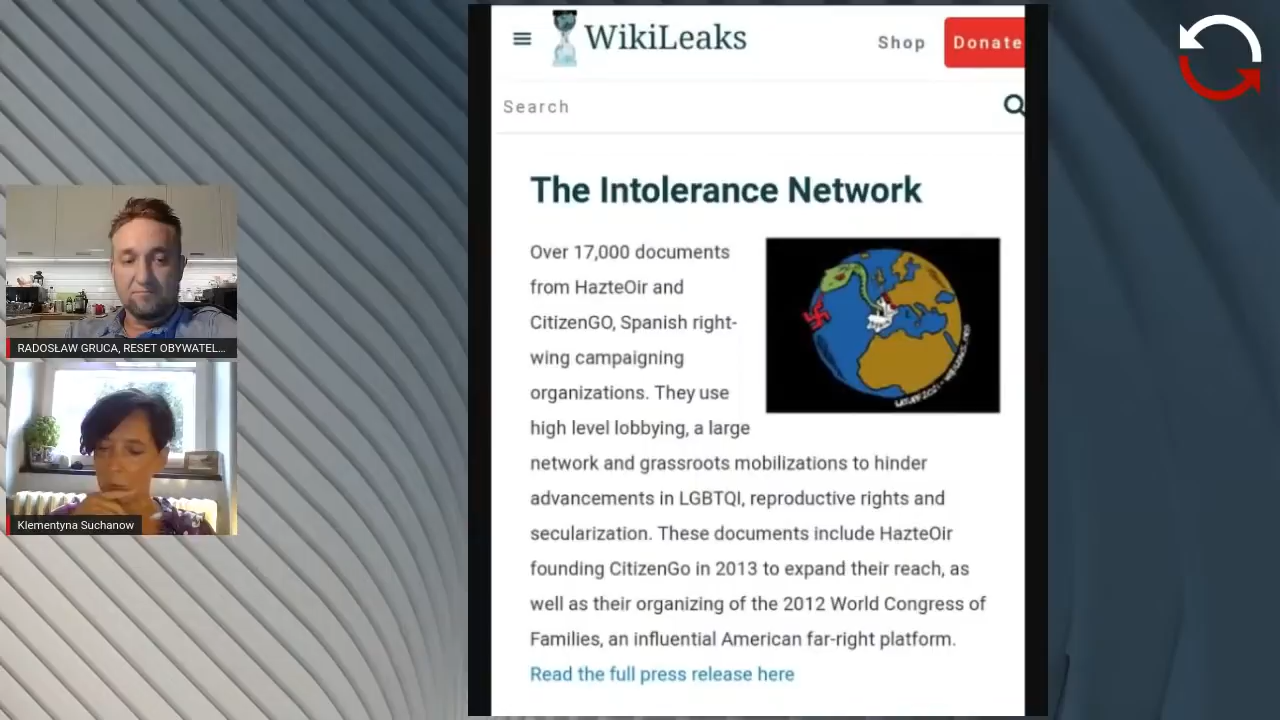 WikiLeaks
Shop
Donate
Search
The Intolerance Network
Over 17,000 documents
from HazteOir and
CitizenGO, Spanish right-
wing campaigning
organizations. They use
high level lobbying, a large
network and grassroots mobilizations to hinder
advancements in LGBTQI, reproductive rights and
secularization. These documents include HazteOir
founding CitizenGo in 2013 to expand their reach, as
well as their organizing of the 2012 World Congress of
Families, an influential American far-right platform.
Read the full press release here
RADOSŁAW GRUCA, RESET OBYWATEL...
Klementyna Suchanow